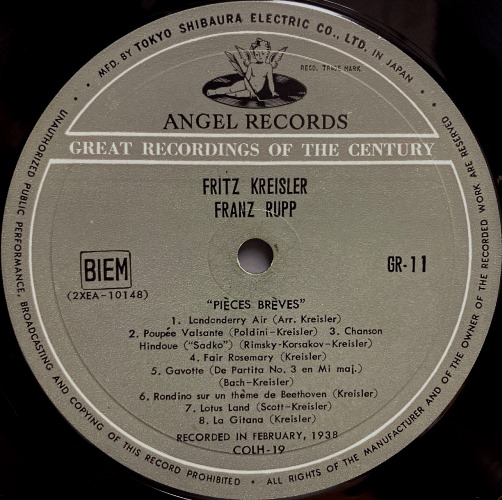 MFD. BY TOKYO SHIBAURA ELECTRIC CO., LTD. IN JAPAN
REGD. TRADE MARK
ANGEL RECORDS
GREAT RECORDINGS OF THE CENTURY
FRITZ KREISLER
FRANZ RUPP
BIEM
GR-11
(2XEA-10148)
"PIÈCES BRÈVES"
1. Londonderry Air (Arr. Kreisler)
2. Poupée Valsante (Poldini-Kreisler) 3. Chanson
Hindoue ("Sadko") (Rimsky-Korsakov-Kreisler)
4. Fair Rosemary (Kreisler)
5. Gavotte (De Partita No. 3 en Mi maj.)
(Bach-Kreisler)
6. Rondino sur un thème de Beethoven (Kreisler)
7. Lotus Land (Scott-Kreisler)
8. La Gitana (Kreisler)
RECORDED IN FEBRUARY, 1938
COLH-19
UNAUTHORIZED PUBLIC PERFORMANCE, BROADCASTING AND COPYING OF THIS RECORD PROHIBITED • ALL RIGHTS OF THE MANUFACTURER AND OF THE OWNER OF THE RECORDED WORK ARE RESERVED